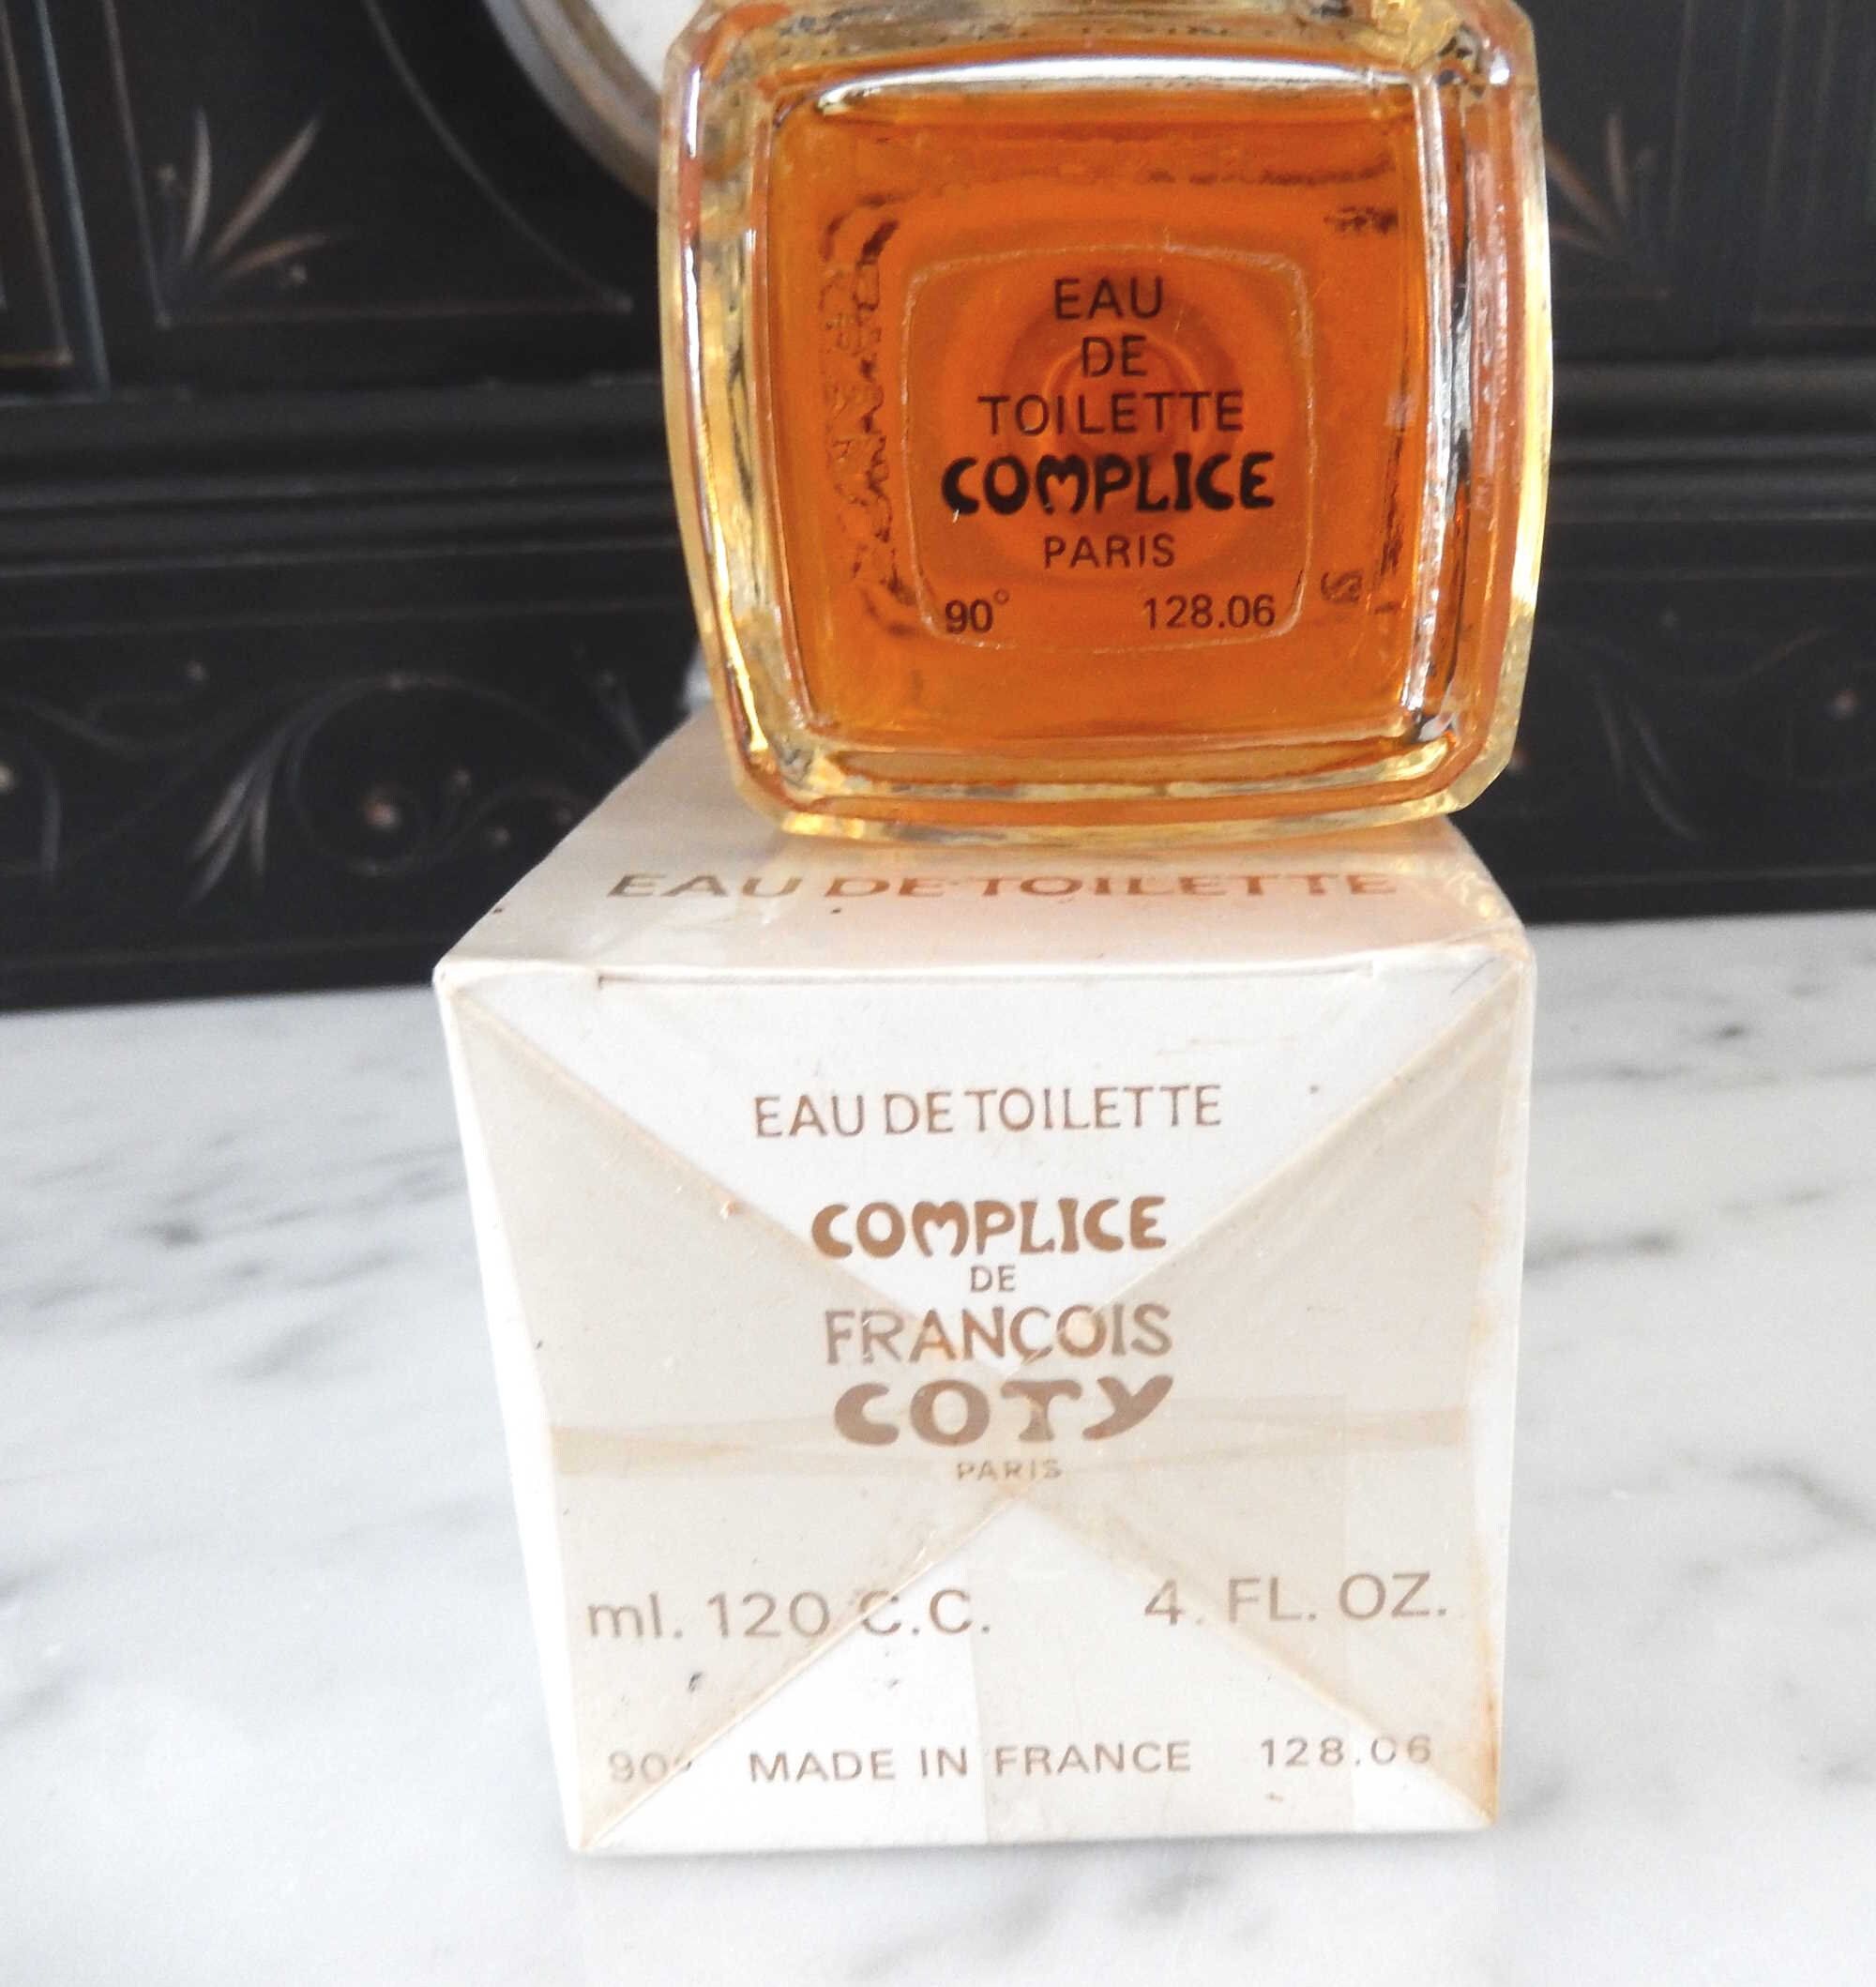 EAU
DE
TOILETTE
COMPLICE
PARIS
90° 128.06
EAU DE TOILETTE
EAU DE TOILETTE
COMPLICE
DE
FRANÇOIS
COTY
PARIS
ml. 120 C.C. 4. FL. OZ.
90° MADE IN FRANCE 128.06